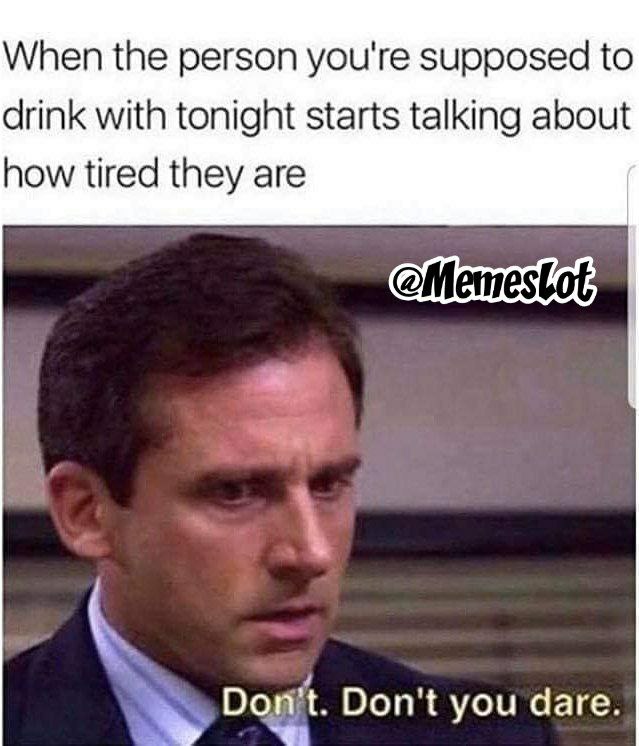 When the person you're supposed to
drink with tonight starts talking about
how tired they are
@MemesLot
Don't. Don't you dare.